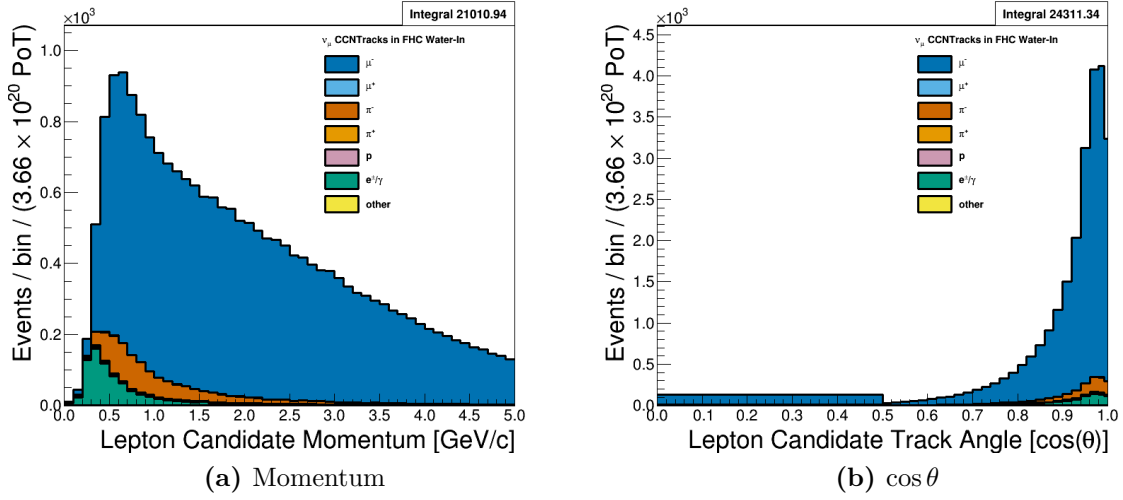 ×10³
Integral 21010.94
νμ CCNTracks in FHC Water-In
μ⁻
μ⁺
π⁻
π⁺
p
e±/γ
other
Events / bin / (3.66 × 10²⁰ PoT)
1.0
0.8
0.6
0.4
0.2
0.0
0.0 0.5 1.0 1.5 2.0 2.5 3.0 3.5 4.0 4.5 5.0
Lepton Candidate Momentum [GeV/c]
(a) Momentum
×10³
Integral 24311.34
νμ CCNTracks in FHC Water-In
μ⁻
μ⁺
π⁻
π⁺
p
e±/γ
other
Events / bin / (3.66 × 10²⁰ PoT)
4.5
4.0
3.5
3.0
2.5
2.0
1.5
1.0
0.5
0.0
0.0 0.1 0.2 0.3 0.4 0.5 0.6 0.7 0.8 0.9 1.0
Lepton Candidate Track Angle [cos(θ)]
(b) cos θ